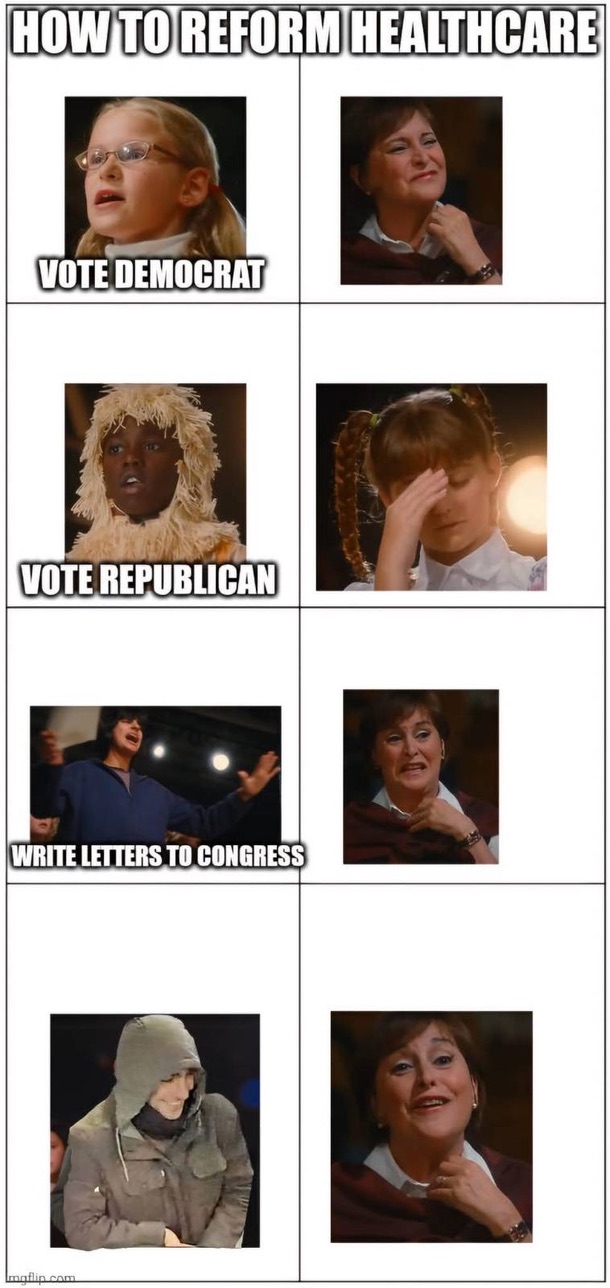 HOW TO REFORM HEALTHCARE
VOTE DEMOCRAT
VOTE REPUBLICAN
WRITE LETTERS TO CONGRESS
imgflip.com